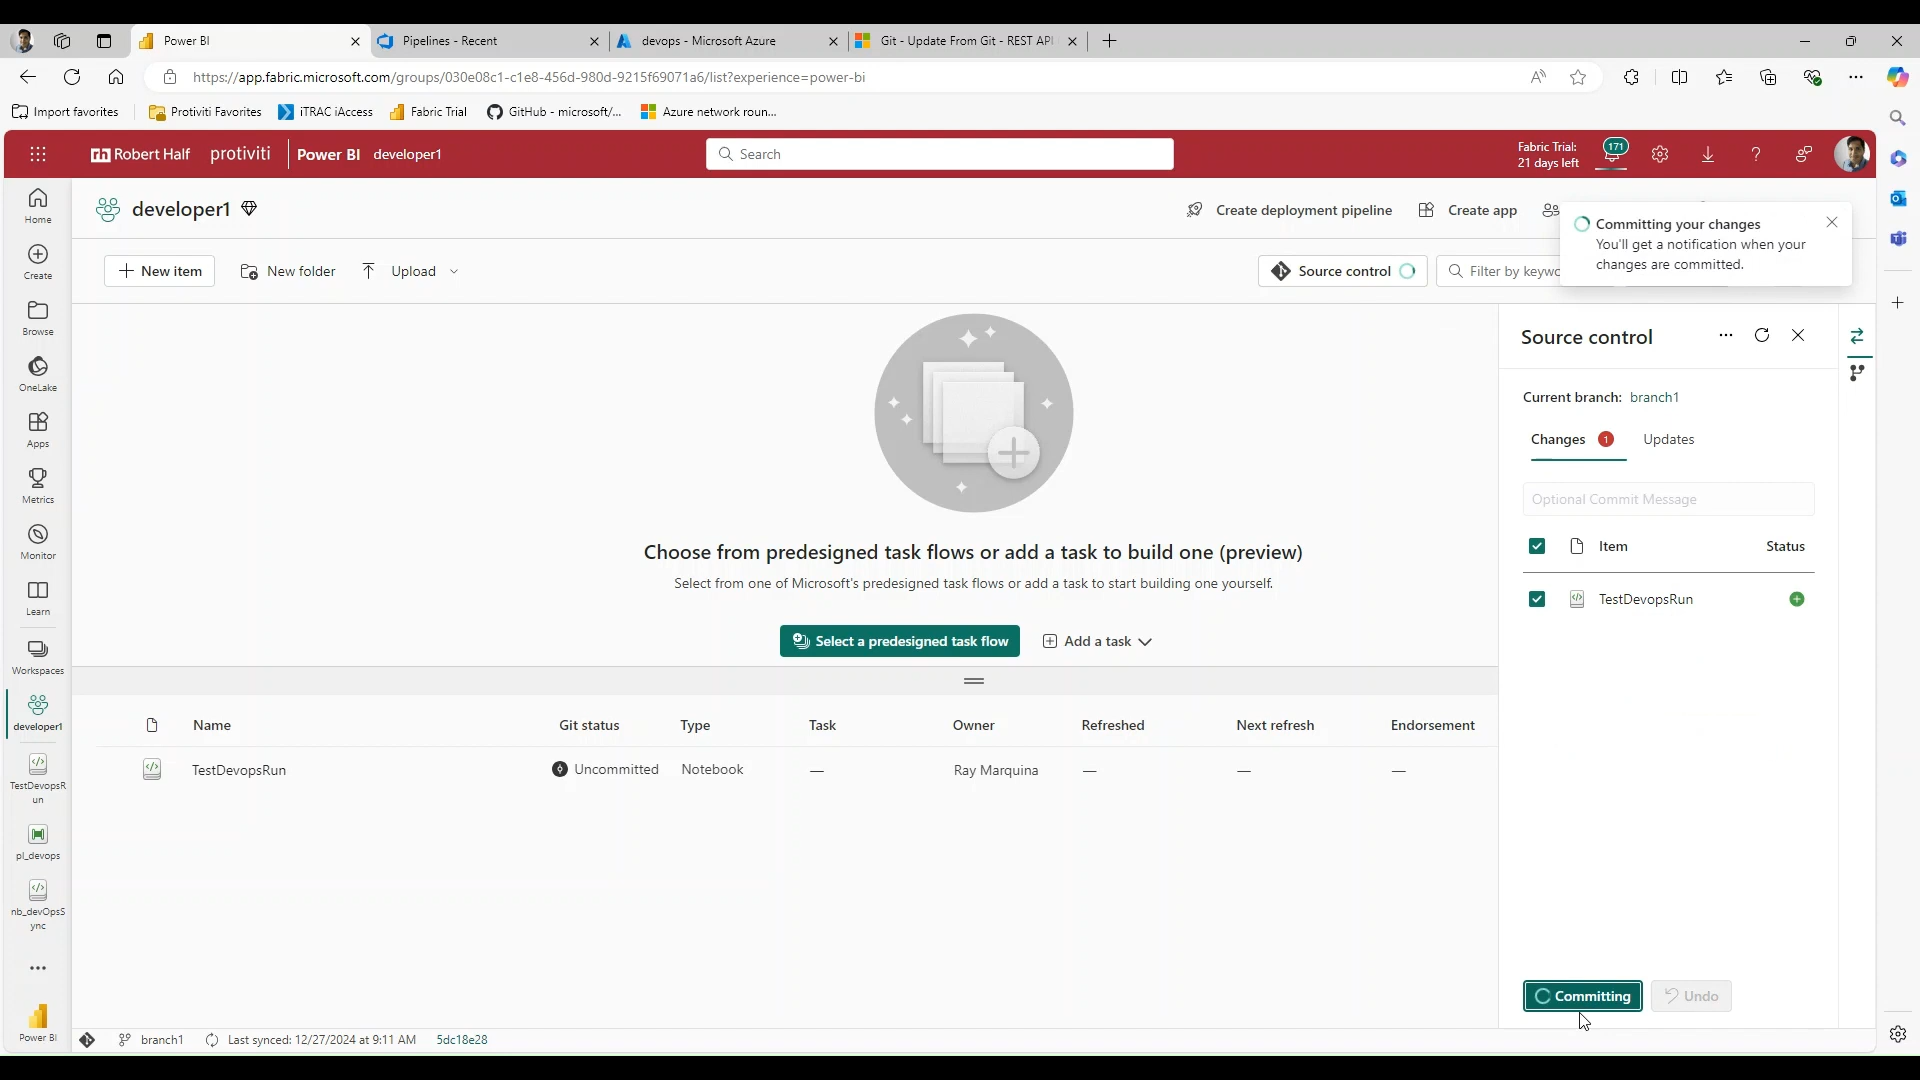 Power BI
Pipelines - Recent
devops - Microsoft Azure
Git - Update From Git - REST API
https://app.fabric.microsoft.com/groups/030e08c1-c1e8-456d-980d-9215f69071a6/list?experience=power-bi
Import favorites
Protiviti Favorites
iTRAC iAccess
Fabric Trial
GitHub - microsoft/...
Azure network roun...
rh Robert Half protiviti Power BI developer1
Search
Fabric Trial:
21 days left
171
Home
Create
Browse
OneLake
Apps
Metrics
Monitor
Learn
Workspaces
developer1
TestDevopsR
un
pl_devops
nb_devOpsS
ync
Power BI
developer1
Create deployment pipeline
Create app
Committing your changes
You'll get a notification when your
changes are committed.
New item
New folder
Upload
Source control
Filter by keywo
Choose from predesigned task flows or add a task to build one (preview)
Select from one of Microsoft's predesigned task flows or add a task to start building one yourself.
Select a predesigned task flow
Add a task
Name Git status Type Task Owner Refreshed Next refresh Endorsement
TestDevopsRun Uncommitted Notebook — Ray Marquina — — —
Source control
Current branch: branch1
Changes 1 Updates
Optional Commit Message
Item Status
TestDevopsRun
Committing
Undo
branch1 Last synced: 12/27/2024 at 9:11 AM 5dc18e28